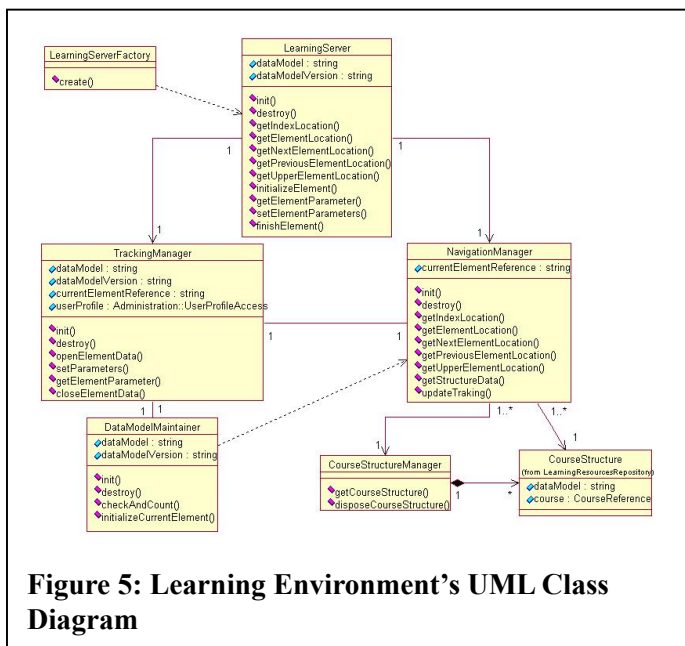 LearningServerFactory
create()
LearningServer
dataModel : string
dataModelVersion : string
init()
destroy()
getIndexLocation()
getElementLocation()
getNextElementLocation()
getPreviousElementLocation()
getUpperElementLocation()
initializeElement()
getElementParameter()
setElementParameters()
finishElement()
1
1
1
1
TrackingManager
dataModel : string
dataModelVersion : string
currentElementReference : string
userProfile : Administration::UserProfileAccess
init()
destroy()
openElementData()
setParameters()
getElementParameter()
closeElementData()
1
1
NavigationManager
currentElementReference : string
init()
destroy()
getIndexLocation()
getElementLocation()
getNextElementLocation()
getPreviousElementLocation()
getUpperElementLocation()
getStructureData()
updateTraking()
1
1
DataModelMaintainer
dataModel : string
dataModelVersion : string
init()
destroy()
checkAndCount()
initializeCurrentElement()
1..*
1..*
1
1
CourseStructureManager
getCourseStructure()
disposeCourseStructure()
1
*
CourseStructure
(from LearningResourcesRepository)
dataModel : string
course : CourseReference
Figure 5: Learning Environment’s UML Class
Diagram